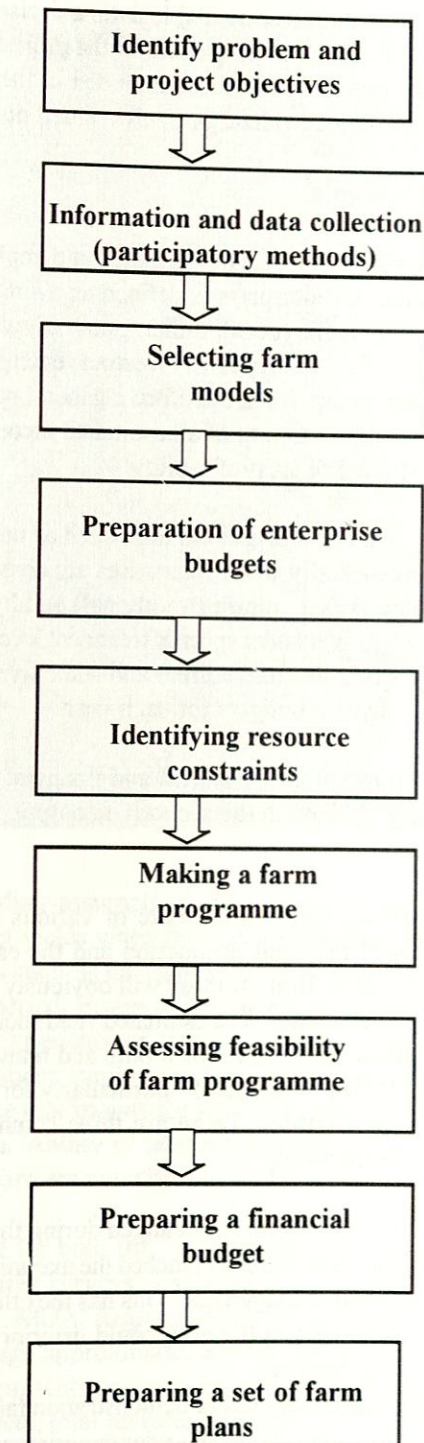 Identify problem and
project objectives
Information and data collection
(participatory methods)
Selecting farm
models
Preparation of enterprise
budgets
Identifying resource
constraints
Making a farm
programme
Assessing feasibility
of farm programme
Preparing a financial
budget
Preparing a set of farm
plans